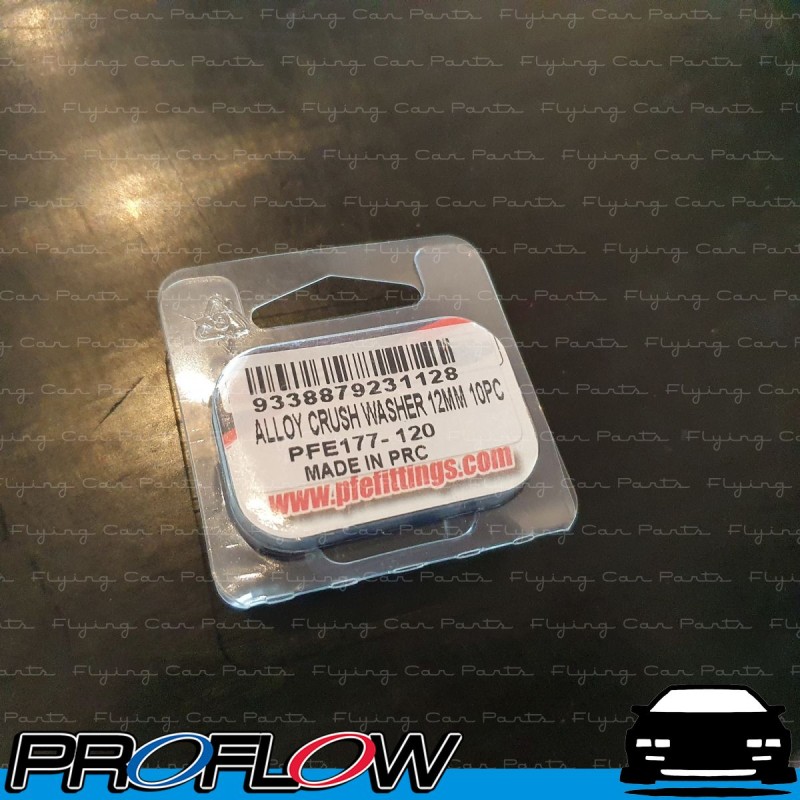 9338879231128
ALLOY CRUSH WASHER 12MM 10PC
PFE177-120
MADE IN PRC
www.pfefittings.com
Flying Car Parts
PROFLOW